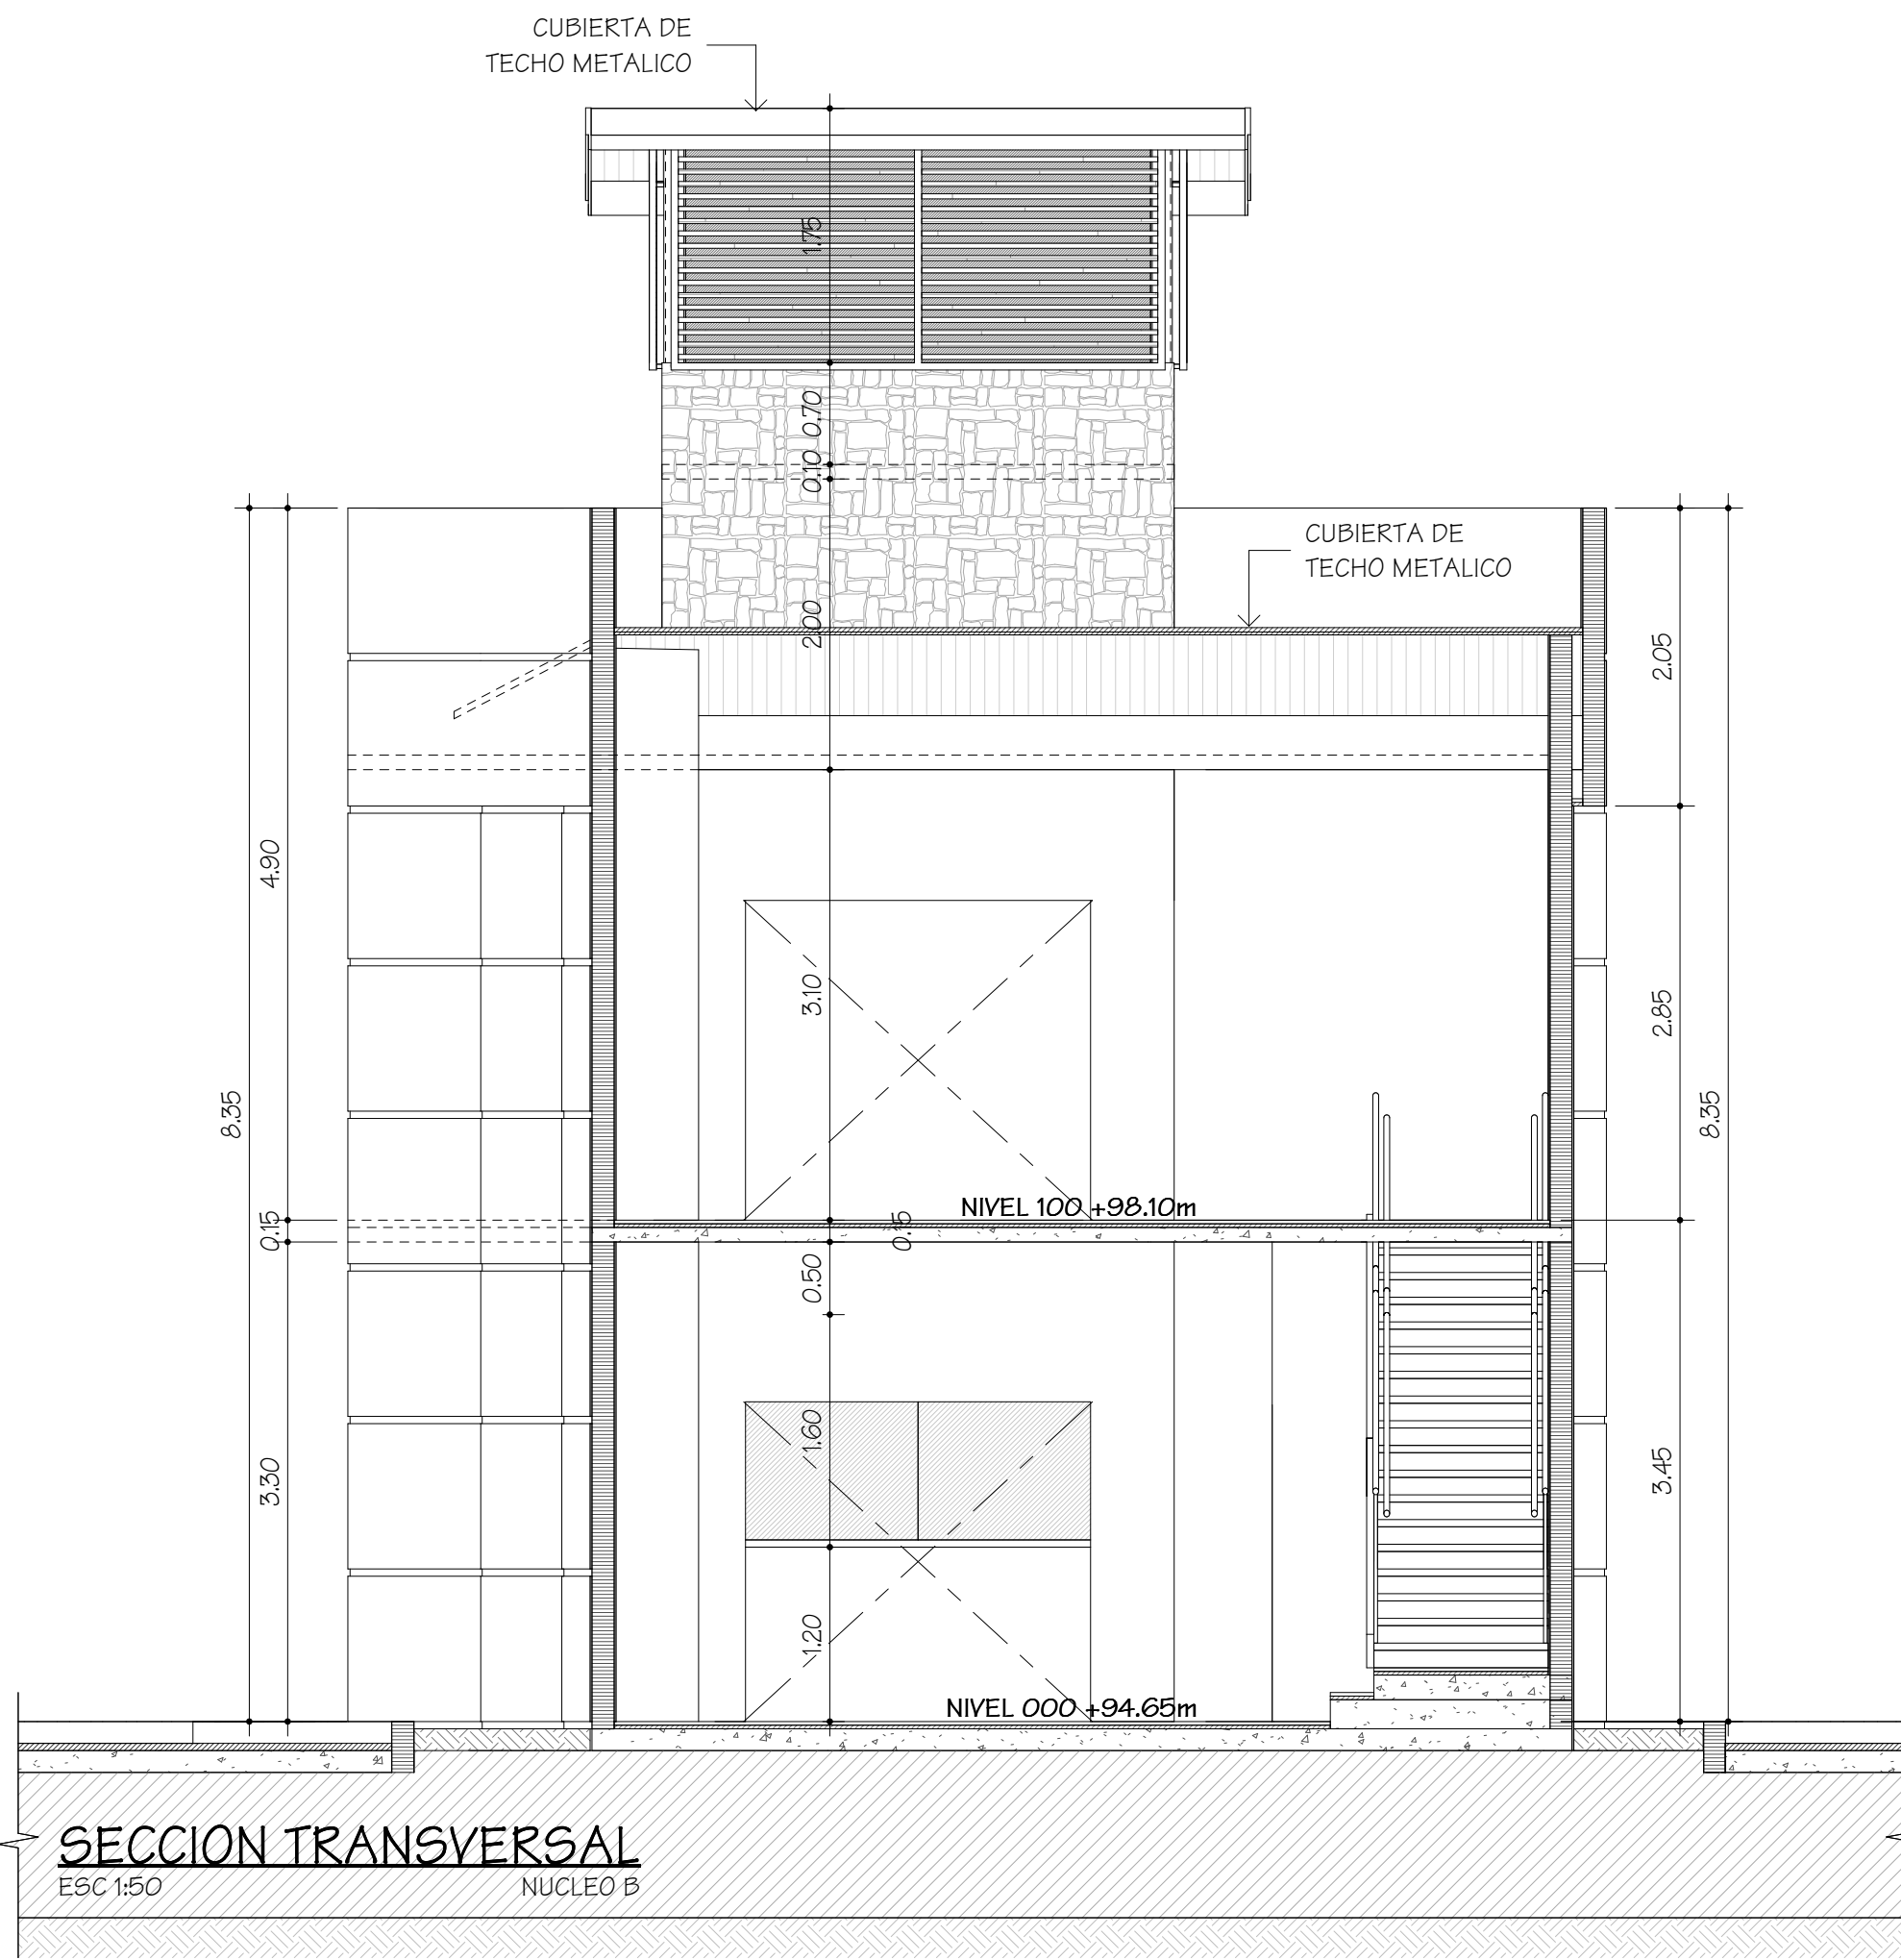 CUBIERTA DE
TECHO METALICO
1.75
0.70
0.10
CUBIERTA DE
TECHO METALICO
2.00
2.05
4.90
3.10
2.85
8.35
8.35
NIVEL 100 +98.10m
0.15
0.15
0.50
1.60
3.30
3.45
1.20
NIVEL 000 +94.65m
SECCION TRANSVERSAL
ESC 1:50 NUCLEO B